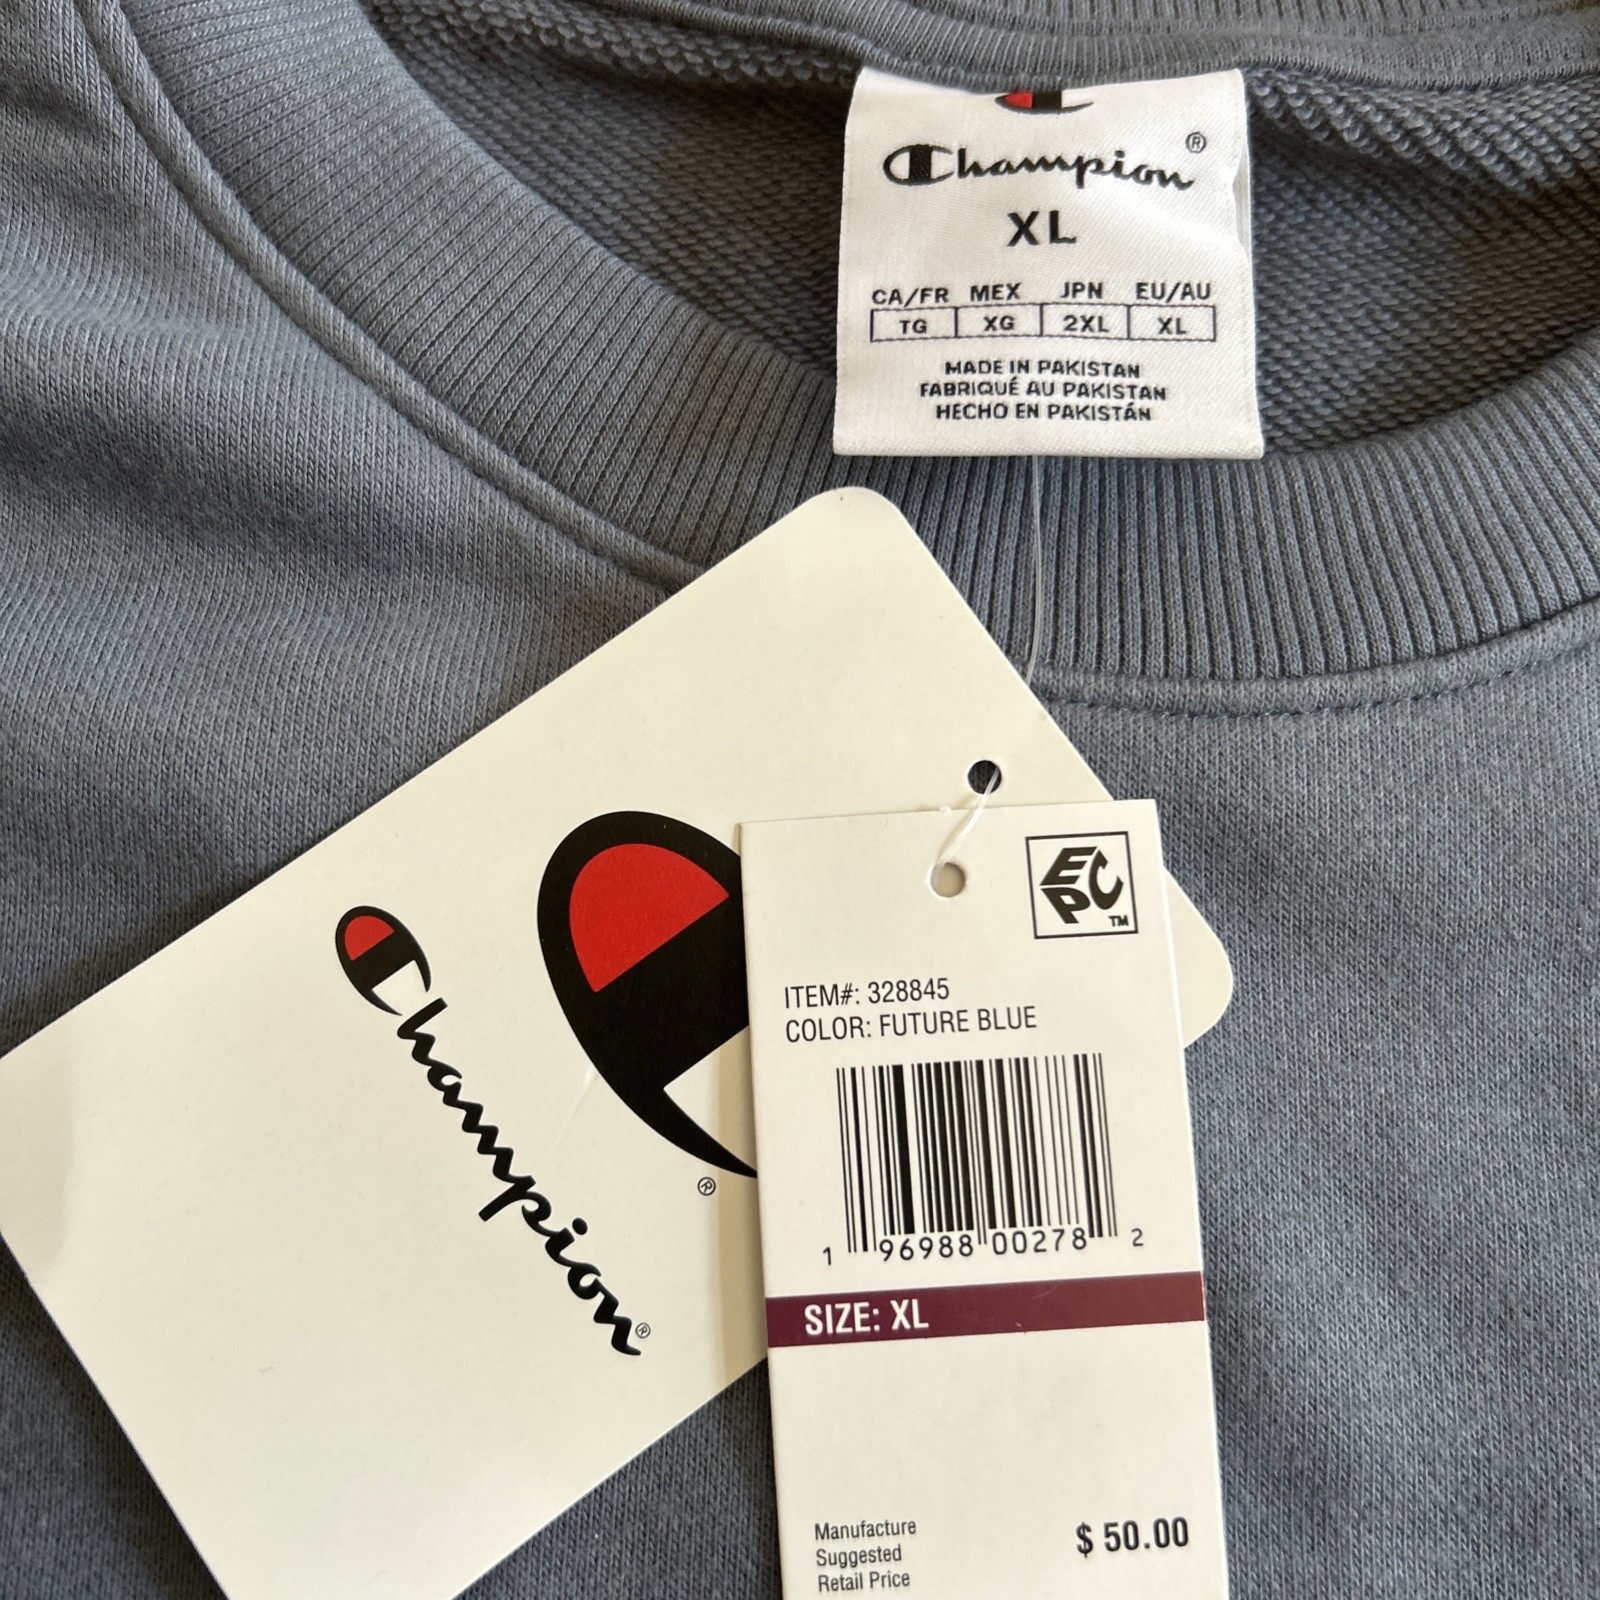 Champion®
XL
CA/FR MEX JPN EU/AU
TG XG 2XL XL
MADE IN PAKISTAN
FABRIQUÉ AU PAKISTAN
HECHO EN PAKISTÁN
Champion®
®
EPC™
ITEM#: 328845
COLOR: FUTURE BLUE
1 96988 00278 2
SIZE: XL
Manufacture
Suggested
Retail Price
$ 50.00